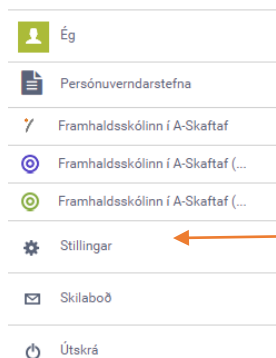 Ég
Persónuverndarstefna
Framhaldsskólinn í A-Skaftaf
Framhaldsskólinn í A-Skaftaf (...
Framhaldsskólinn í A-Skaftaf (...
Stillingar
Skilaboð
Útskrá